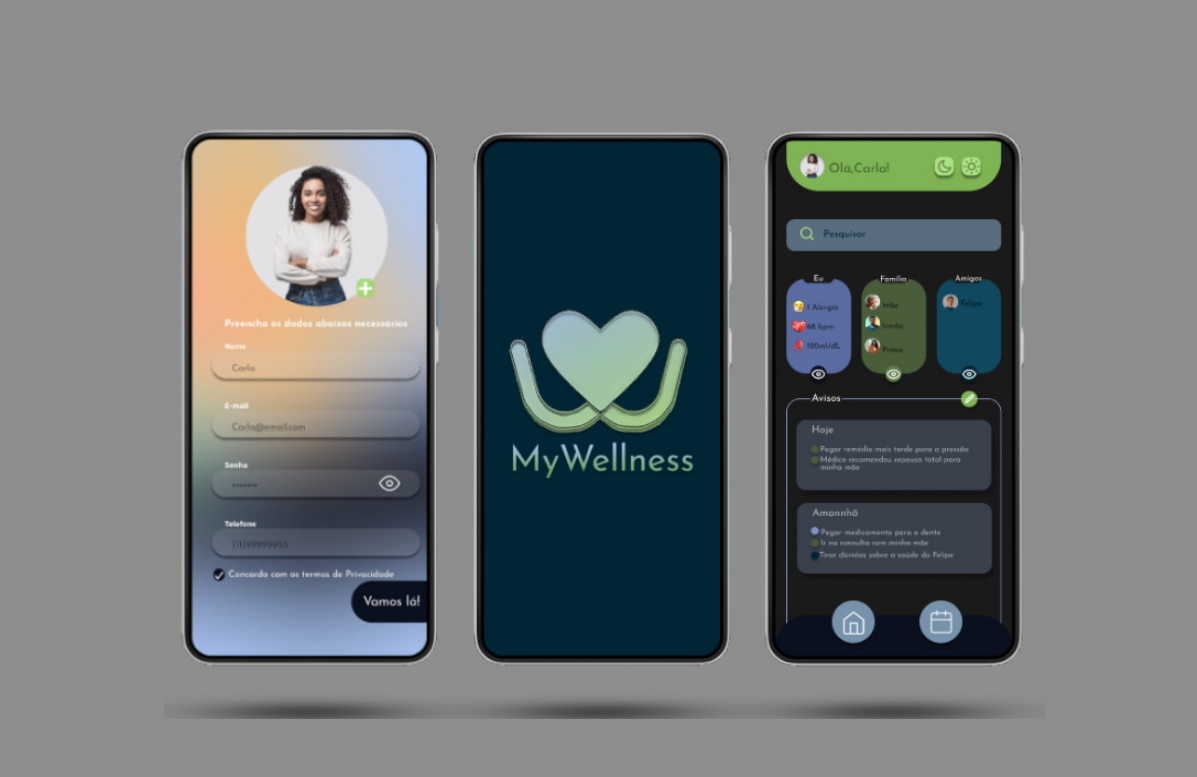 Preencha os dados abaixos necessários
Nome
Carla
E-mail
Carla@email.com
Senha
Telefone
(11)99999955
Concordo com os termos de Privacidade
Vamos lá!
MyWellness
Olá,Carla!
Pesquisar
Eu
1 Alergia
68 bpm
120ml/dL
Família
Mãe
Irmão
Amigos
Felipe
Avisos
Hoje
Pegar remédio mais tarde para a pressão
Médico recomendou repouso total para
minha mãe
Amannhã
Pegar medicamento para o dente
Ir na consulta com minha mãe
Tirar dúvidas sobre a saúde do Felipe